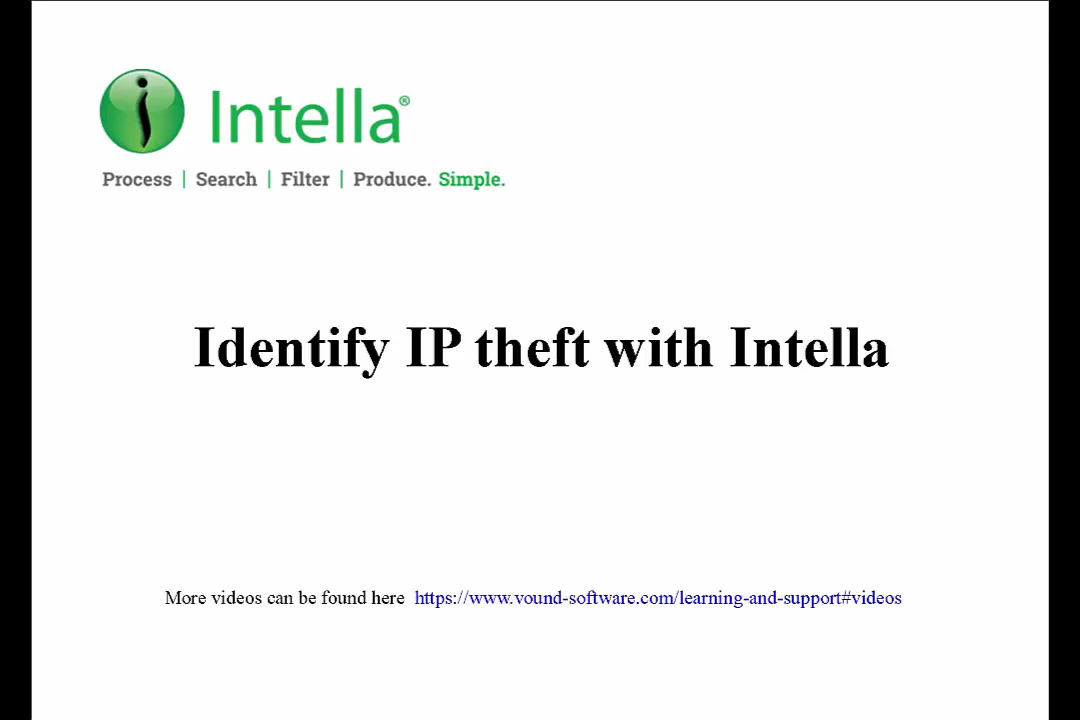 Intella®
Process | Search | Filter | Produce. Simple.
Identify IP theft with Intella
More videos can be found here https://www.vound-software.com/learning-and-support#videos